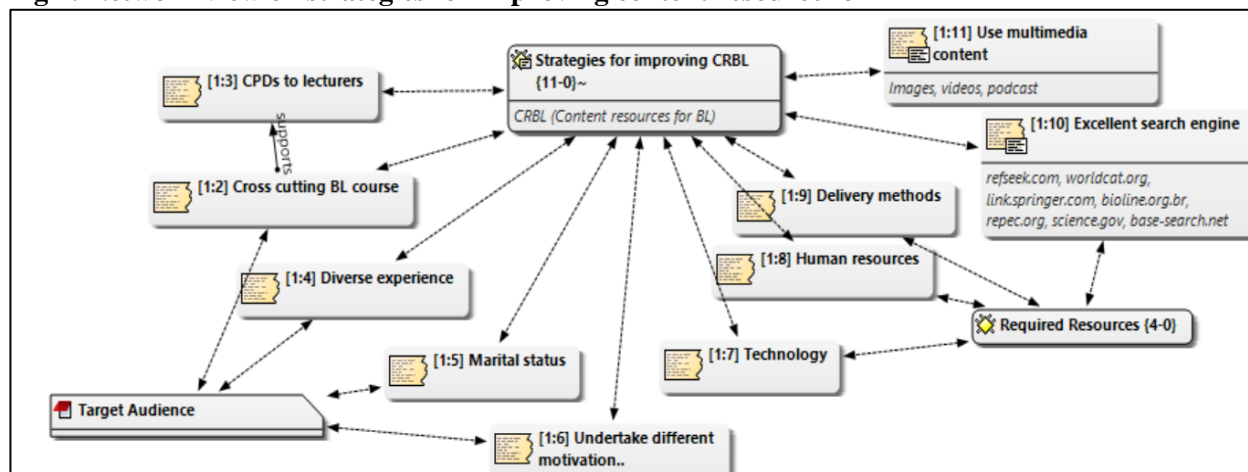 [1:11] Use multimedia
content
Images, videos, podcast
Strategies for improving CRBL
{11-0}~
CRBL (Content resources for BL)
[1:3] CPDs to lecturers
supports
[1:10] Excellent search engine
refseek.com, worldcat.org,
link.springer.com, bioline.org.br,
repec.org, science.gov, base-search.net
[1:2] Cross cutting BL course
[1:9] Delivery methods
[1:8] Human resources
[1:4] Diverse experience
Required Resources {4-0}
[1:5] Marital status
[1:7] Technology
Target Audience
[1:6] Undertake different
motivation..